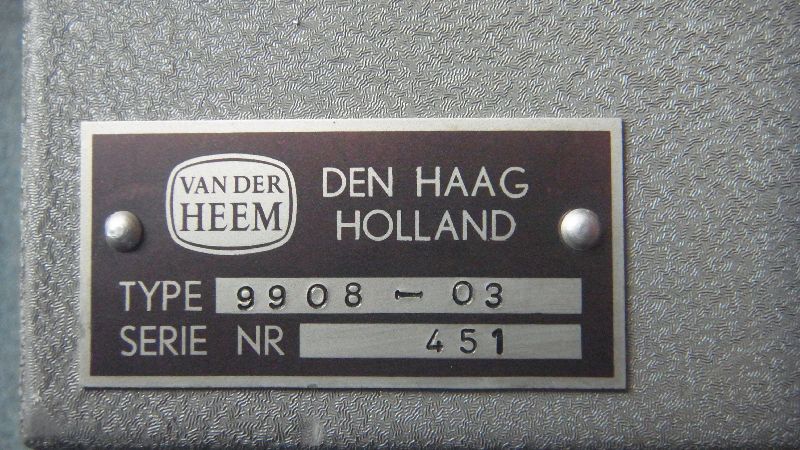 VAN DER
HEEM
DEN HAAG
HOLLAND
TYPE 9908-03
SERIE NR 451